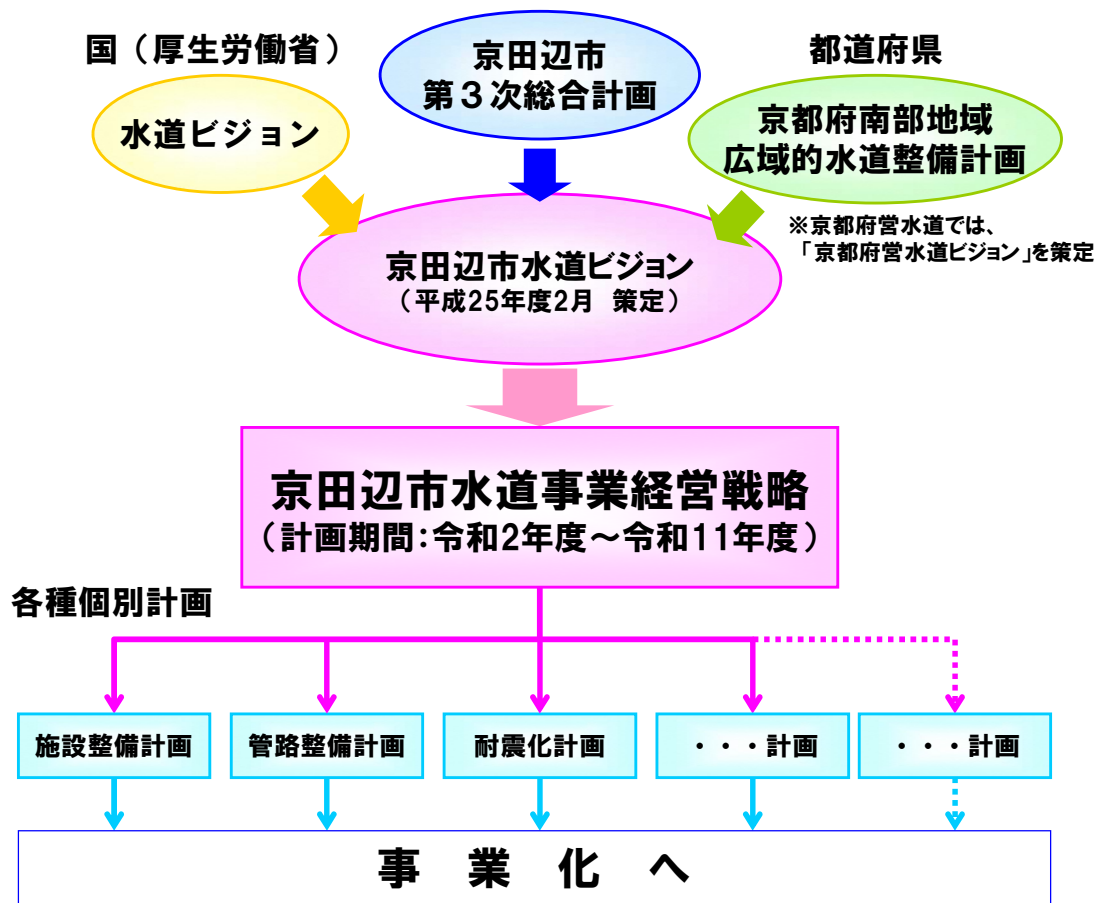 国（厚生労働省）
水道ビジョン
京田辺市
第３次総合計画
都道府県
京都府南部地域
広域的水道整備計画
※京都府営水道では、
「京都府営水道ビジョン」を策定
京田辺市水道ビジョン
（平成25年度2月 策定）
京田辺市水道事業経営戦略
（計画期間：令和2年度～令和11年度）
各種個別計画
施設整備計画
管路整備計画
耐震化計画
・・・計画
・・・計画
事 業 化 へ